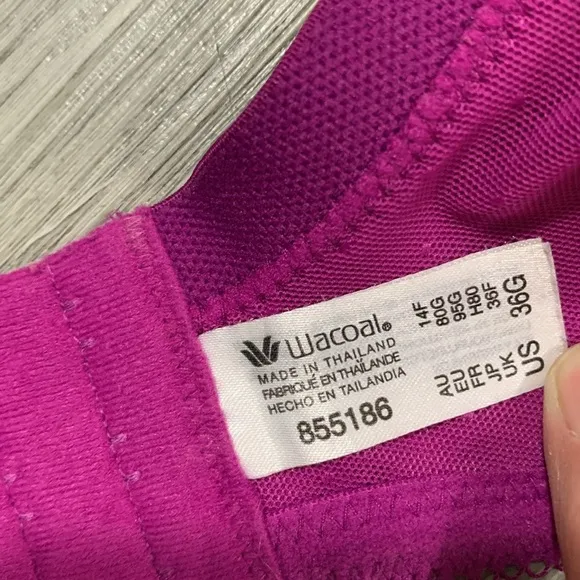 Wacoal®
MADE IN THAILAND
FABRIQUÉ EN THAÏLANDE
HECHO EN TAILANDIA
855186
AU 14F
EU 80G
FR 95G
JP H80
UK 36F
US 36G